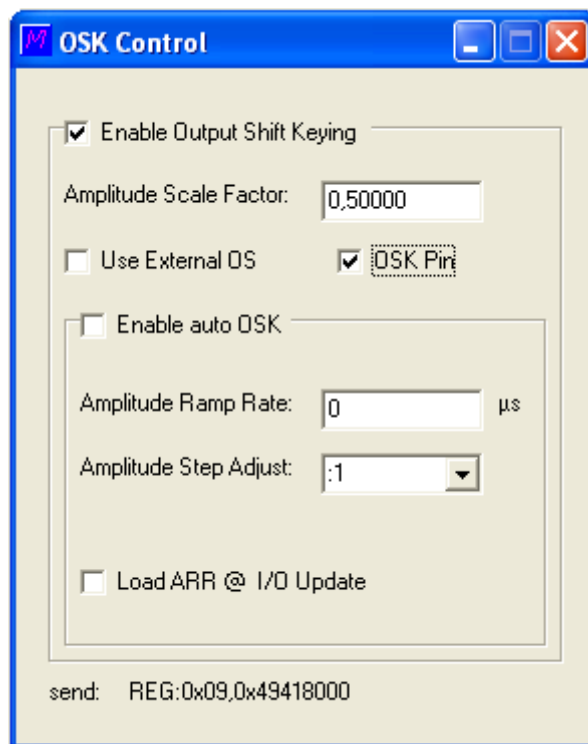 OSK Control
Enable Output Shift Keying
Amplitude Scale Factor: 0,50000
Use External OS OSK Pin
Enable auto OSK
Amplitude Ramp Rate: 0 µs
Amplitude Step Adjust: :1
Load ARR @ I/O Update
send: REG:0x09,0x49418000